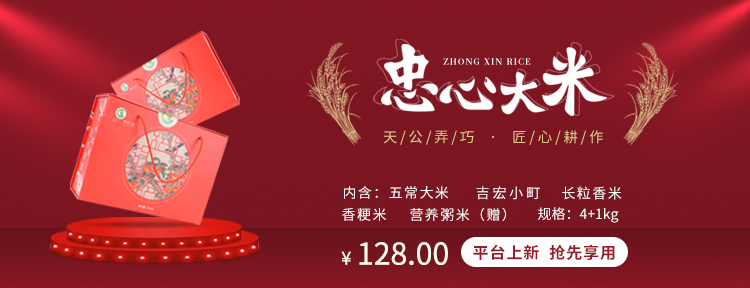 ZHONG XIN RICE
忠心大米
天/公/弄/巧 · 匠/心/耕/作
内含：五常大米 吉宏小町 长粒香米
香粳米 营养粥米（赠） 规格：4+1kg
¥ 128.00 平台上新 抢先享用